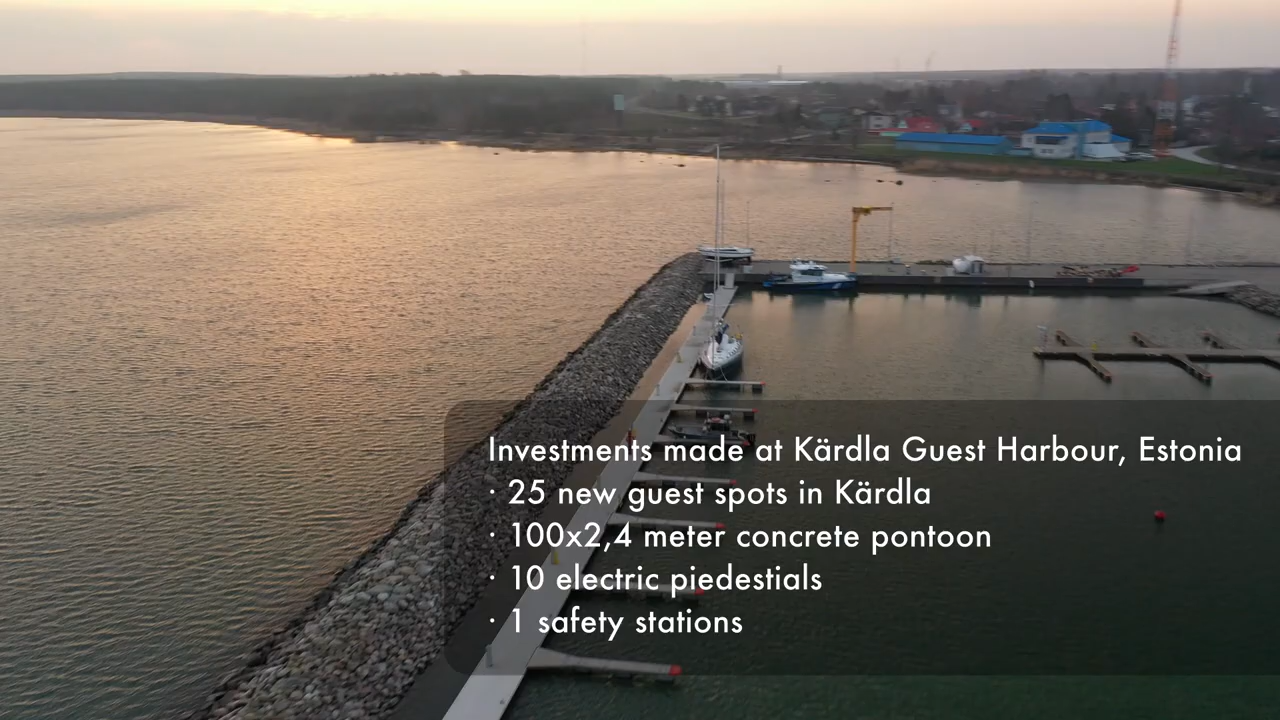 Investments made at Kärdla Guest Harbour, Estonia
· 25 new guest spots in Kärdla
· 100x2,4 meter concrete pontoon
· 10 electric piedestials
· 1 safety stations